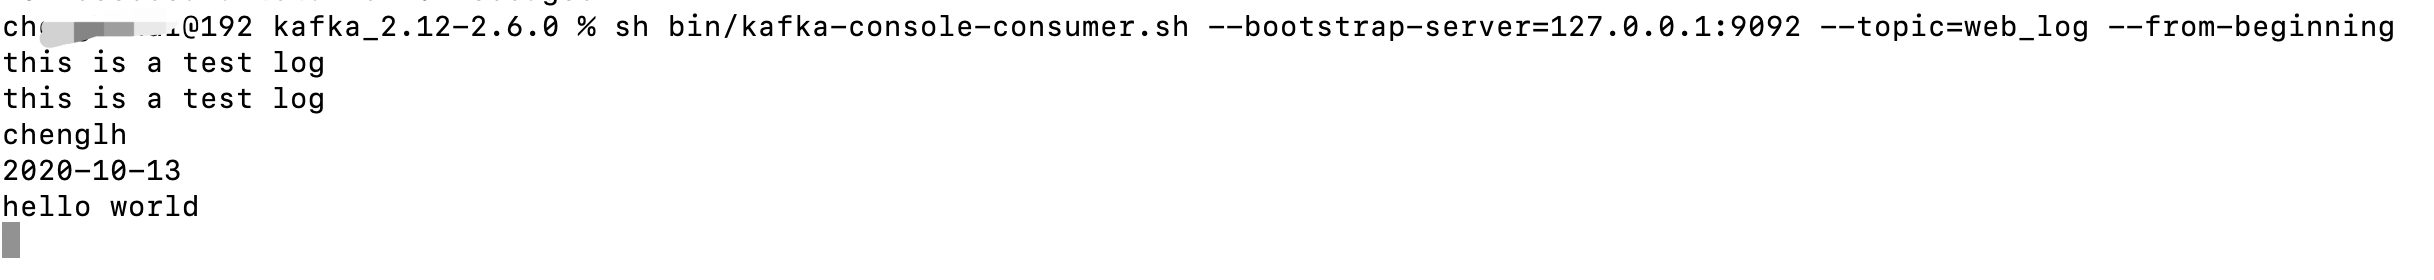 ch@192 kafka_2.12-2.6.0 % sh bin/kafka-console-consumer.sh --bootstrap-server=127.0.0.1:9092 --topic=web_log --from-beginning
this is a test log
this is a test log
chenglh
2020-10-13
hello world